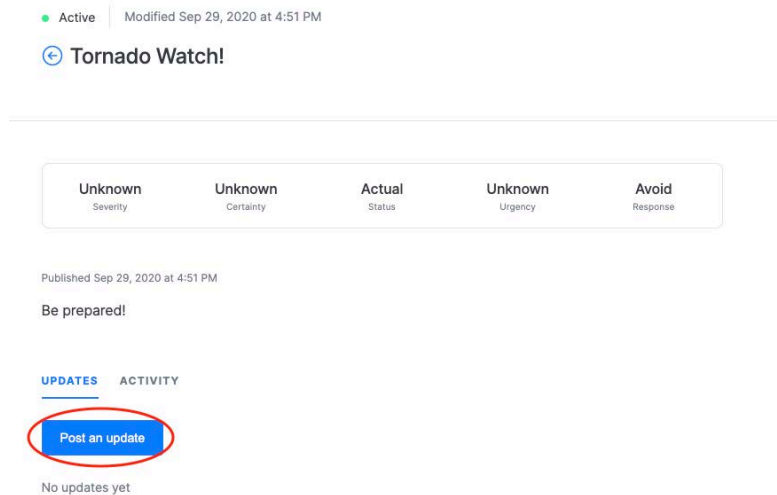 Active Modified Sep 29, 2020 at 4:51 PM
Tornado Watch!
Unknown Unknown Actual Unknown Avoid
Severity Certainty Status Urgency Response
Published Sep 29, 2020 at 4:51 PM
Be prepared!
UPDATES ACTIVITY
Post an update
No updates yet